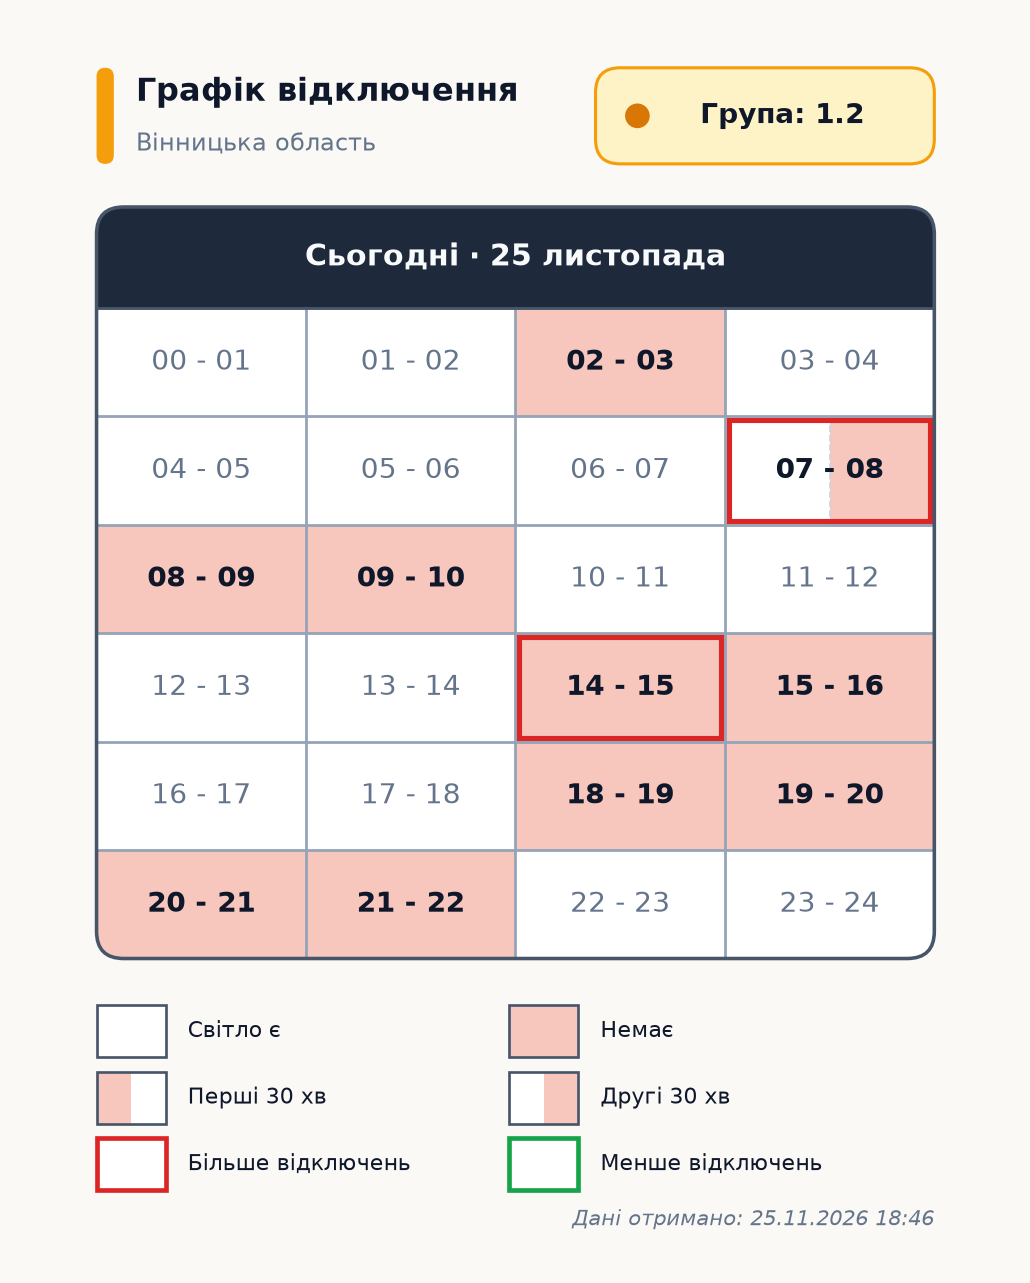 Графік відключення
Вінницька область
Група: 1.2
Сьогодні · 25 листопада
00 - 01 01 - 02 02 - 03 03 - 04
04 - 05 05 - 06 06 - 07 07 - 08
08 - 09 09 - 10 10 - 11 11 - 12
12 - 13 13 - 14 14 - 15 15 - 16
16 - 17 17 - 18 18 - 19 19 - 20
20 - 21 21 - 22 22 - 23 23 - 24
Світло є Немає
Перші 30 хв Другі 30 хв
Більше відключень Менше відключень
Дані отримано: 25.11.2026 18:46